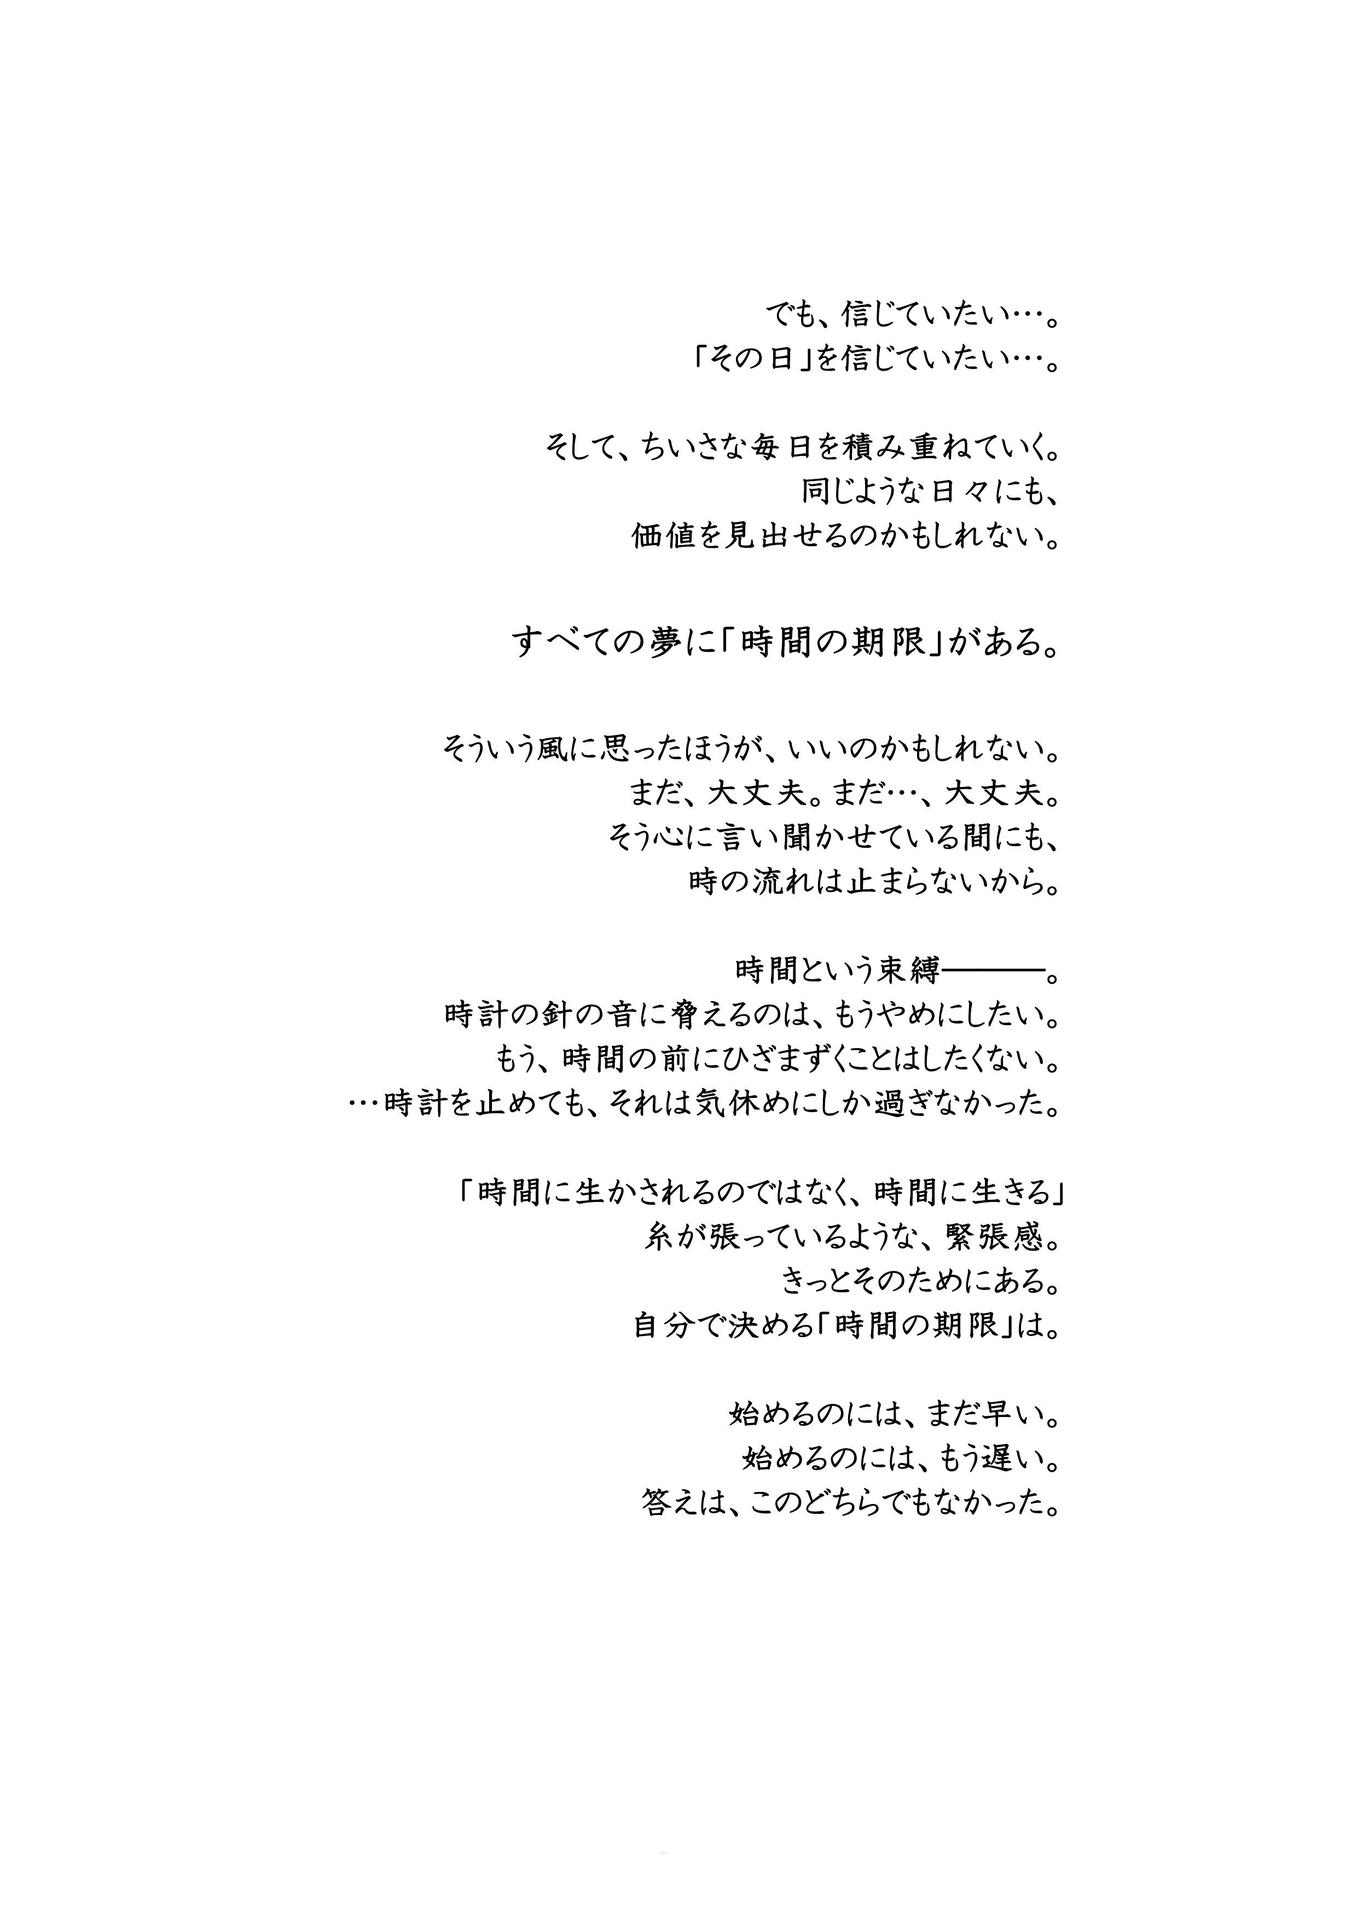 でも、信じていたい…。
「その日」を信じていたい…。
そして、ちいさな毎日を積み重ねていく。
同じような日々にも、
価値を見出せるのかもしれない。
すべての夢に「時間の期限」がある。
そういう風に思ったほうが、いいのかもしれない。
まだ、大丈夫。まだ…、大丈夫。
そう心に言い聞かせている間にも、
時の流れは止まらないから。
時間という束縛―――。
時計の針の音に脅えるのは、もうやめにしたい。
もう、時間の前にひざまずくことはしたくない。
…時計を止めても、それは気休めにしか過ぎなかった。
「時間に生かされるのではなく、時間に生きる」
糸が張っているような、緊張感。
きっとそのためにある。
自分で決める「時間の期限」は。
始めるのには、まだ早い。
始めるのには、もう遅い。
答えは、このどちらでもなかった。